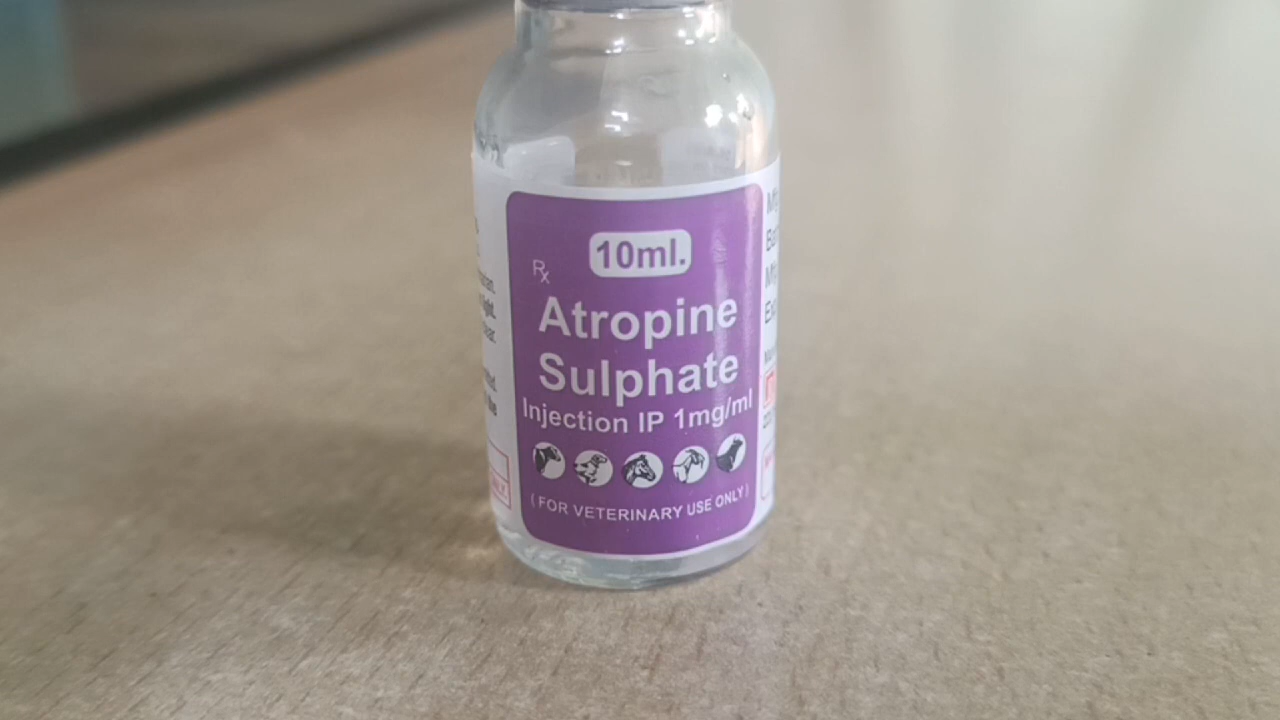 10ml.
Rx
Atropine
Sulphate
Injection IP 1mg/ml
( FOR VETERINARY USE ONLY )